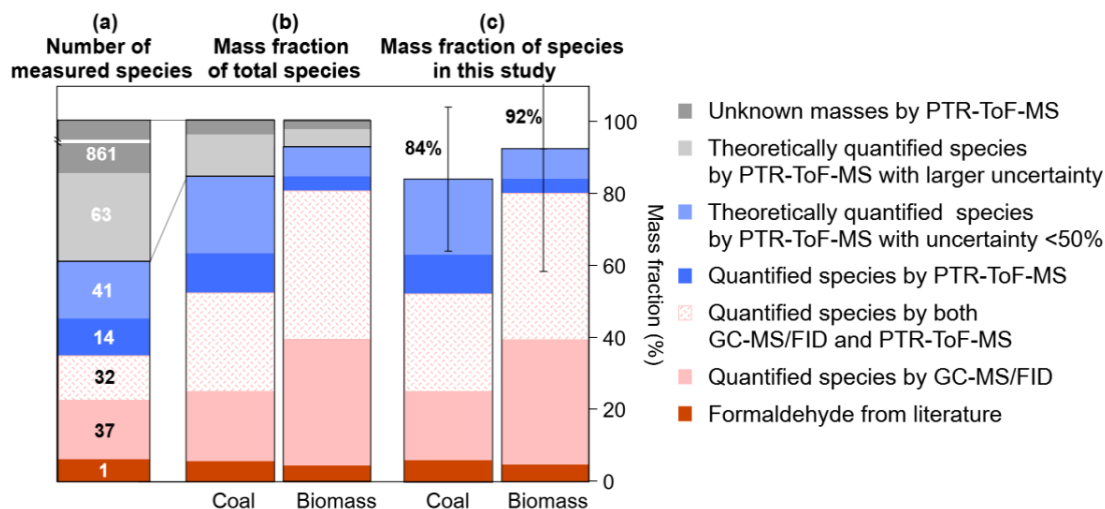 (a)
Number of
measured species
(b)
Mass fraction
of total species
(c)
Mass fraction of species
in this study
861
63
41
14
32
37
1
84%
92%
100
80
60
40
20
0
Mass fraction (%)
Coal
Biomass
Coal
Biomass
Unknown masses by PTR-ToF-MS
Theoretically quantified species
by PTR-ToF-MS with larger uncertainty
Theoretically quantified species
by PTR-ToF-MS with uncertainty <50%
Quantified species by PTR-ToF-MS
Quantified species by both
GC-MS/FID and PTR-ToF-MS
Quantified species by GC-MS/FID
Formaldehyde from literature